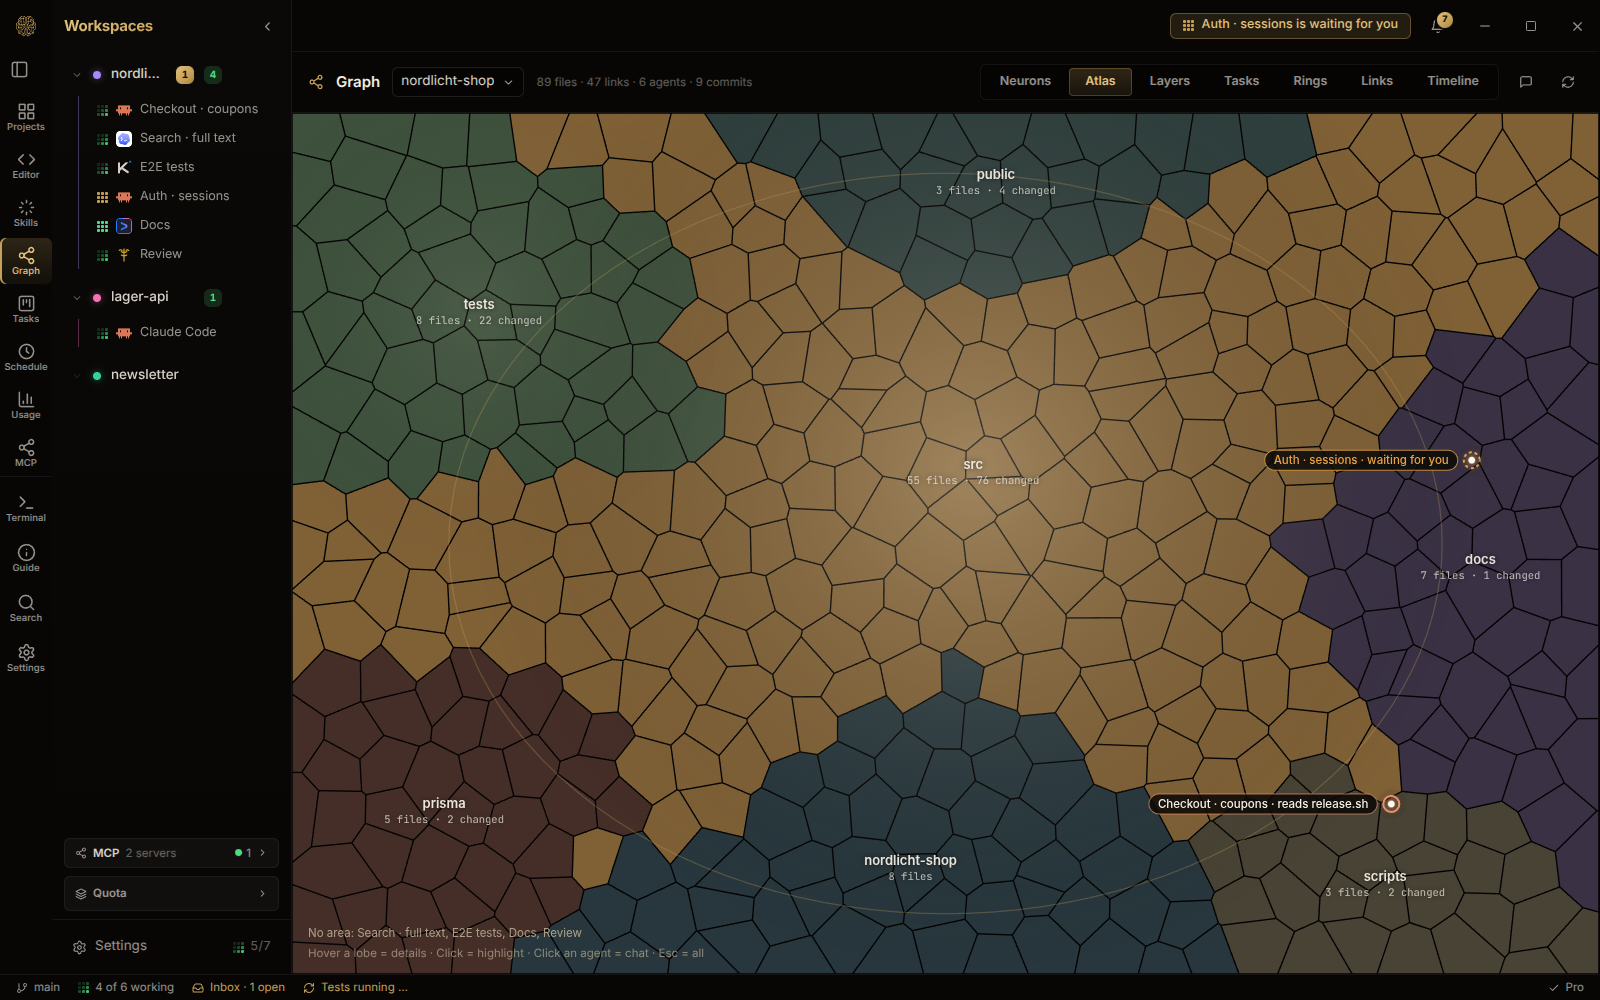 Workspaces
Auth · sessions is waiting for you
7
Projects
Editor
Skills
Graph
Tasks
Schedule
Usage
MCP
Terminal
Guide
Search
Settings
nordli... 1 4
Checkout · coupons
Search · full text
E2E tests
Auth · sessions
Docs
Review
lager-api 1
Claude Code
newsletter
MCP 2 servers 1
Quota
Settings 5/7
Graph nordlicht-shop 89 files · 47 links · 6 agents · 9 commits
Neurons Atlas Layers Tasks Rings Links Timeline
public
3 files · 4 changed
tests
8 files · 22 changed
src
55 files · 76 changed
Auth · sessions · waiting for you
docs
7 files · 1 changed
prisma
5 files · 2 changed
Checkout · coupons · reads release.sh
nordlicht-shop
8 files
scripts
3 files · 2 changed
No area: Search · full text, E2E tests, Docs, Review
Hover a lobe = details · Click = highlight · Click an agent = chat · Esc = all
main 4 of 6 working Inbox · 1 open Tests running ... Pro